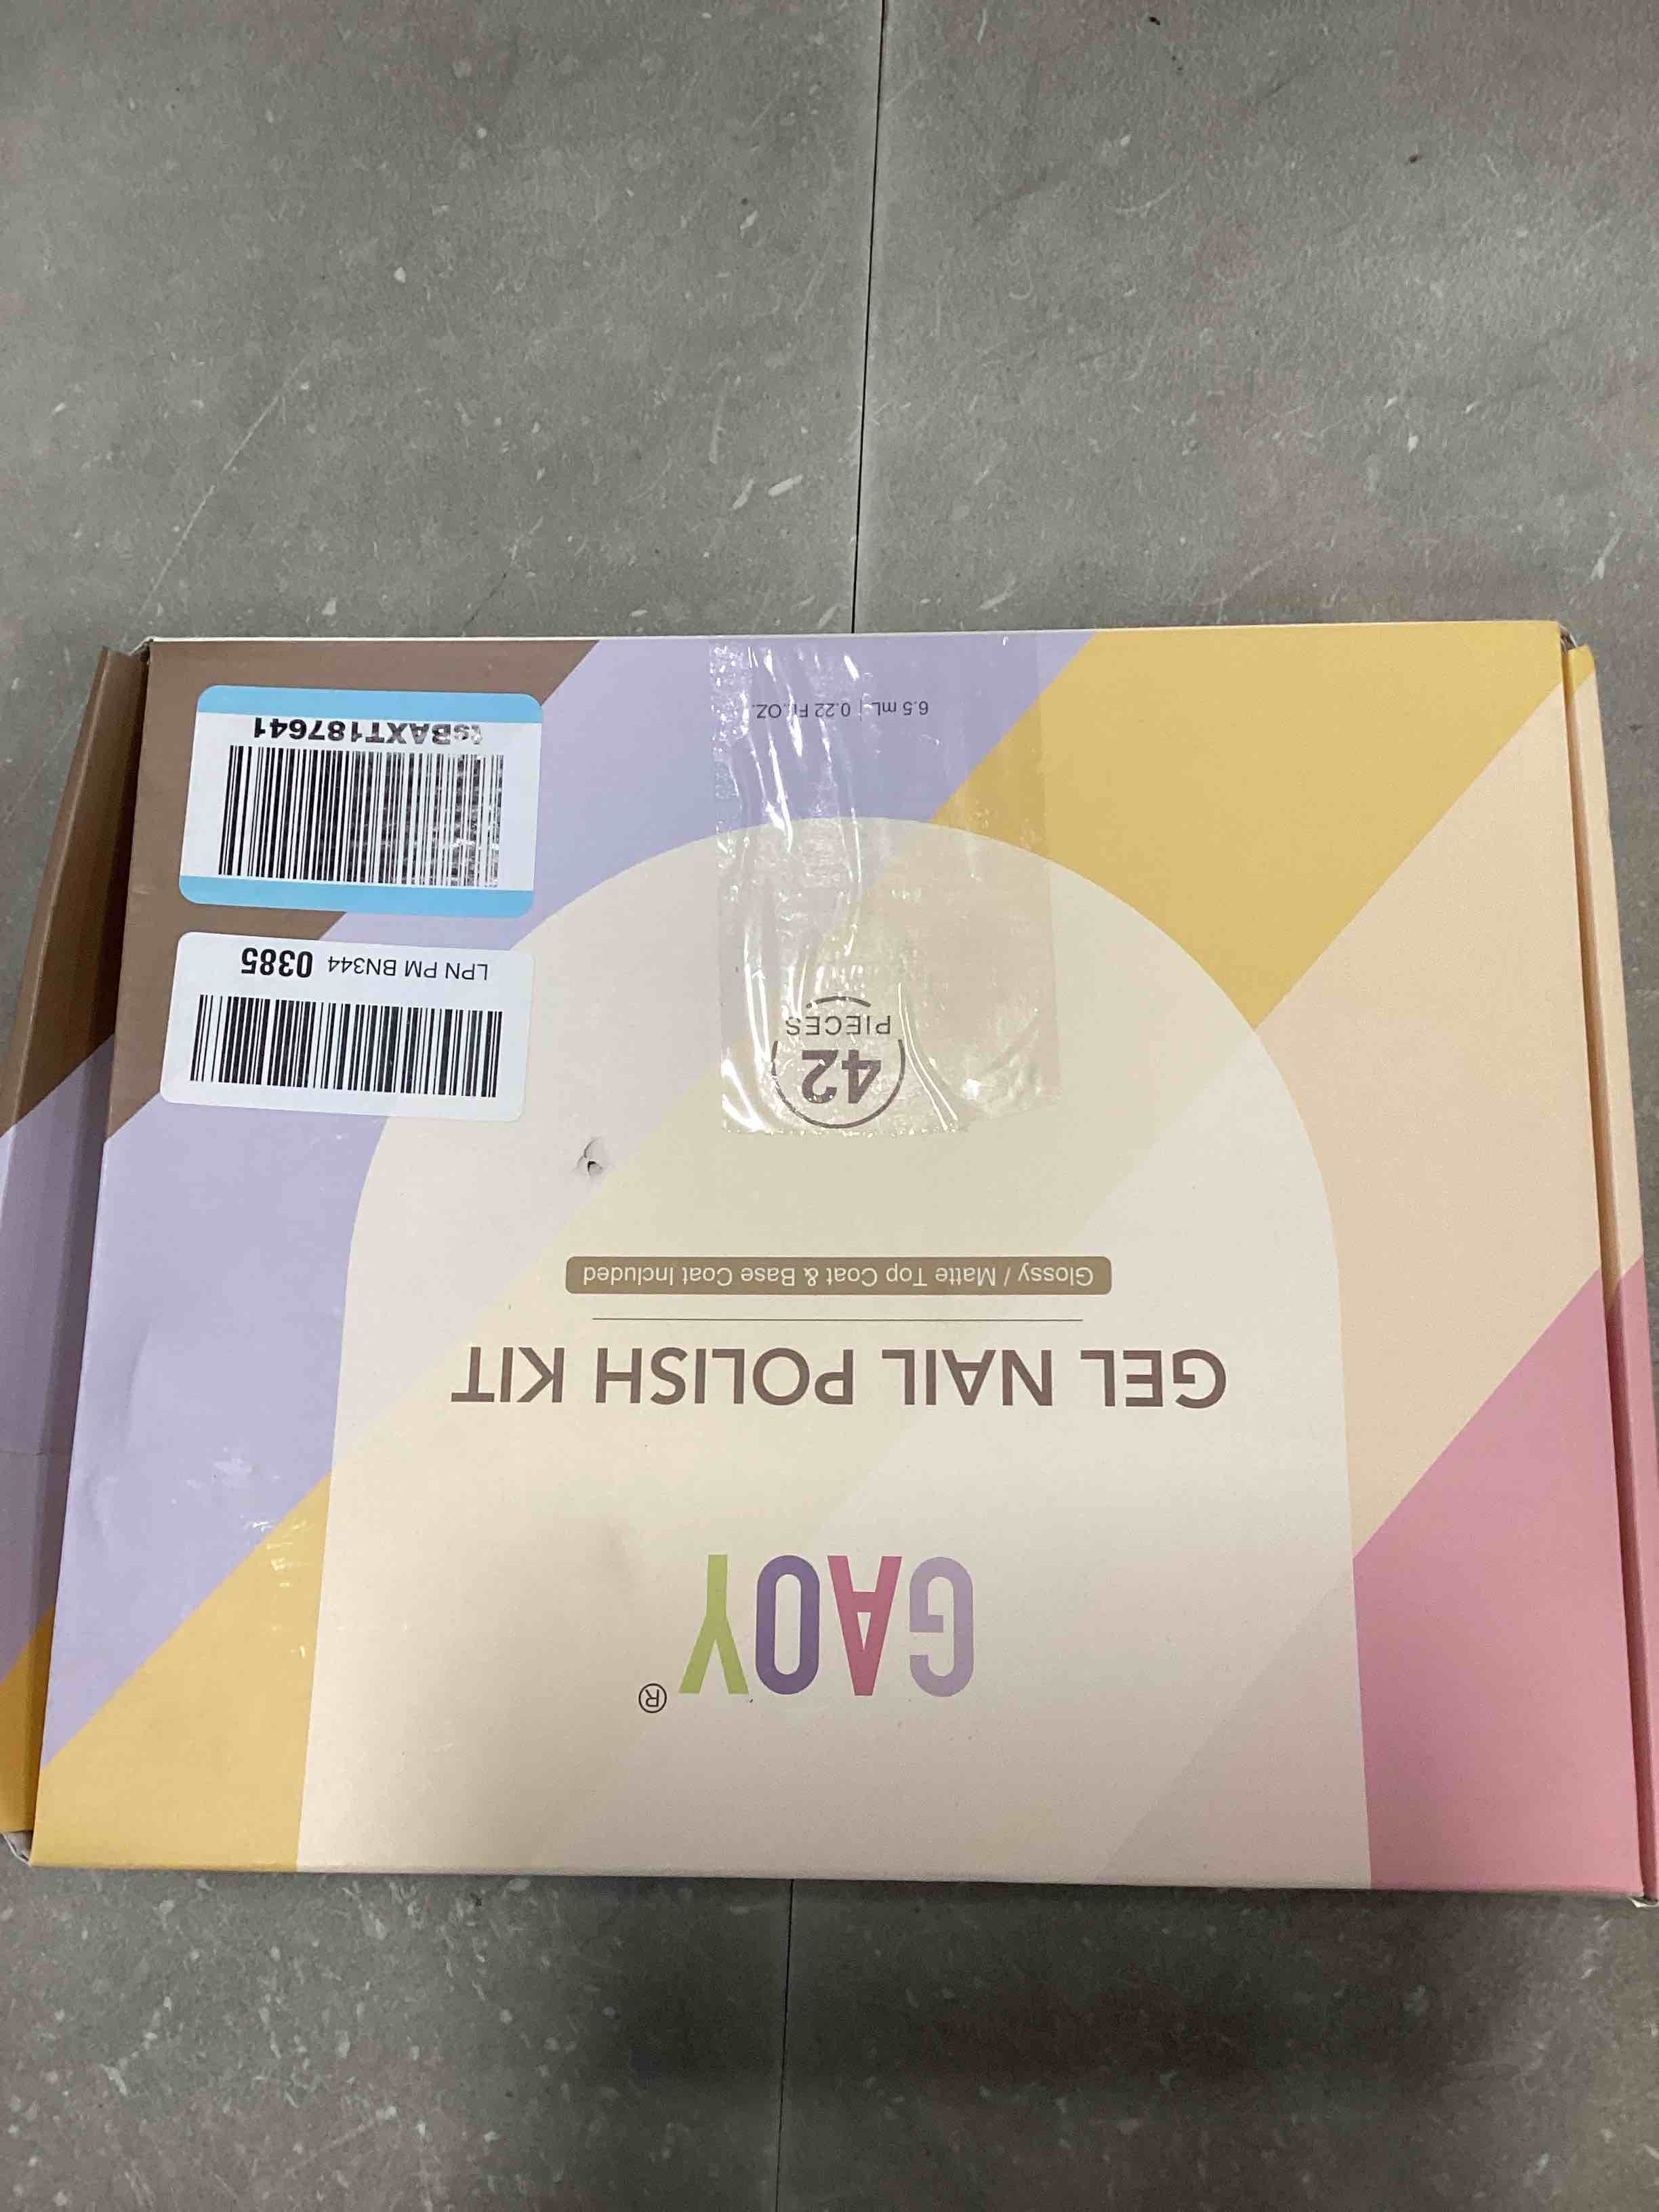 GAOY®
GEL NAIL POLISH KIT
Glossy / Matte Top Coat & Base Coat Included
42
PIECES
6.5 mL | 0.22 Fl.OZ.
LPN PM BN344 0385
tsBAXT187641